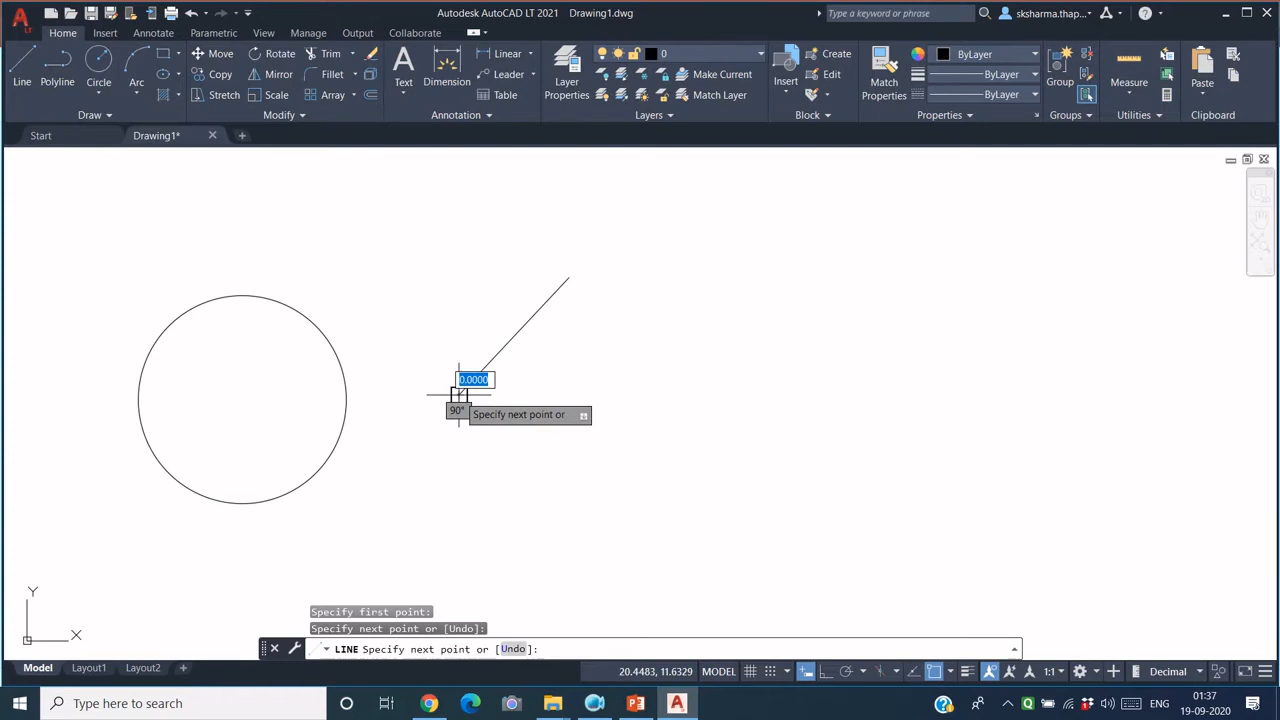 Autodesk AutoCAD LT 2021 Drawing1.dwg
Type a keyword or phrase
sksharma.thap...
LT
Home Insert Annotate Parametric View Manage Output Collaborate
Line Polyline Circle Arc
Move Rotate Trim
Copy Mirror Fillet
Stretch Scale Array
Text Dimension
Linear
Leader
Table
Layer
Properties
0
Make Current
Match Layer
Insert
Create
Edit
Match
Properties
ByLayer
ByLayer
ByLayer
Group
Measure
Paste
Draw Modify Annotation Layers Block Properties Groups Utilities Clipboard
Start Drawing1*
0.0000
90°
Specify next point or
Y
X
Specify first point:
Specify next point or [Undo]:
LINE Specify next point or [Undo]:
Model Layout1 Layout2
20.4483, 11.6329 MODEL 1:1 Decimal
Type here to search
ENG
01:37
19-09-2020